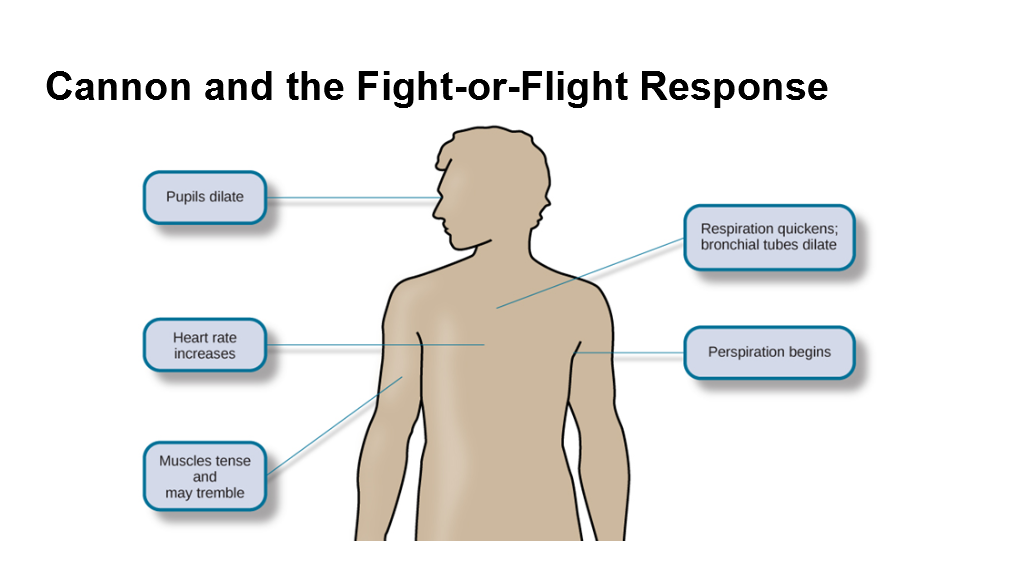 Cannon and the Fight-or-Flight Response
Pupils dilate
Respiration quickens;
bronchial tubes dilate
Heart rate
increases
Perspiration begins
Muscles tense
and
may tremble